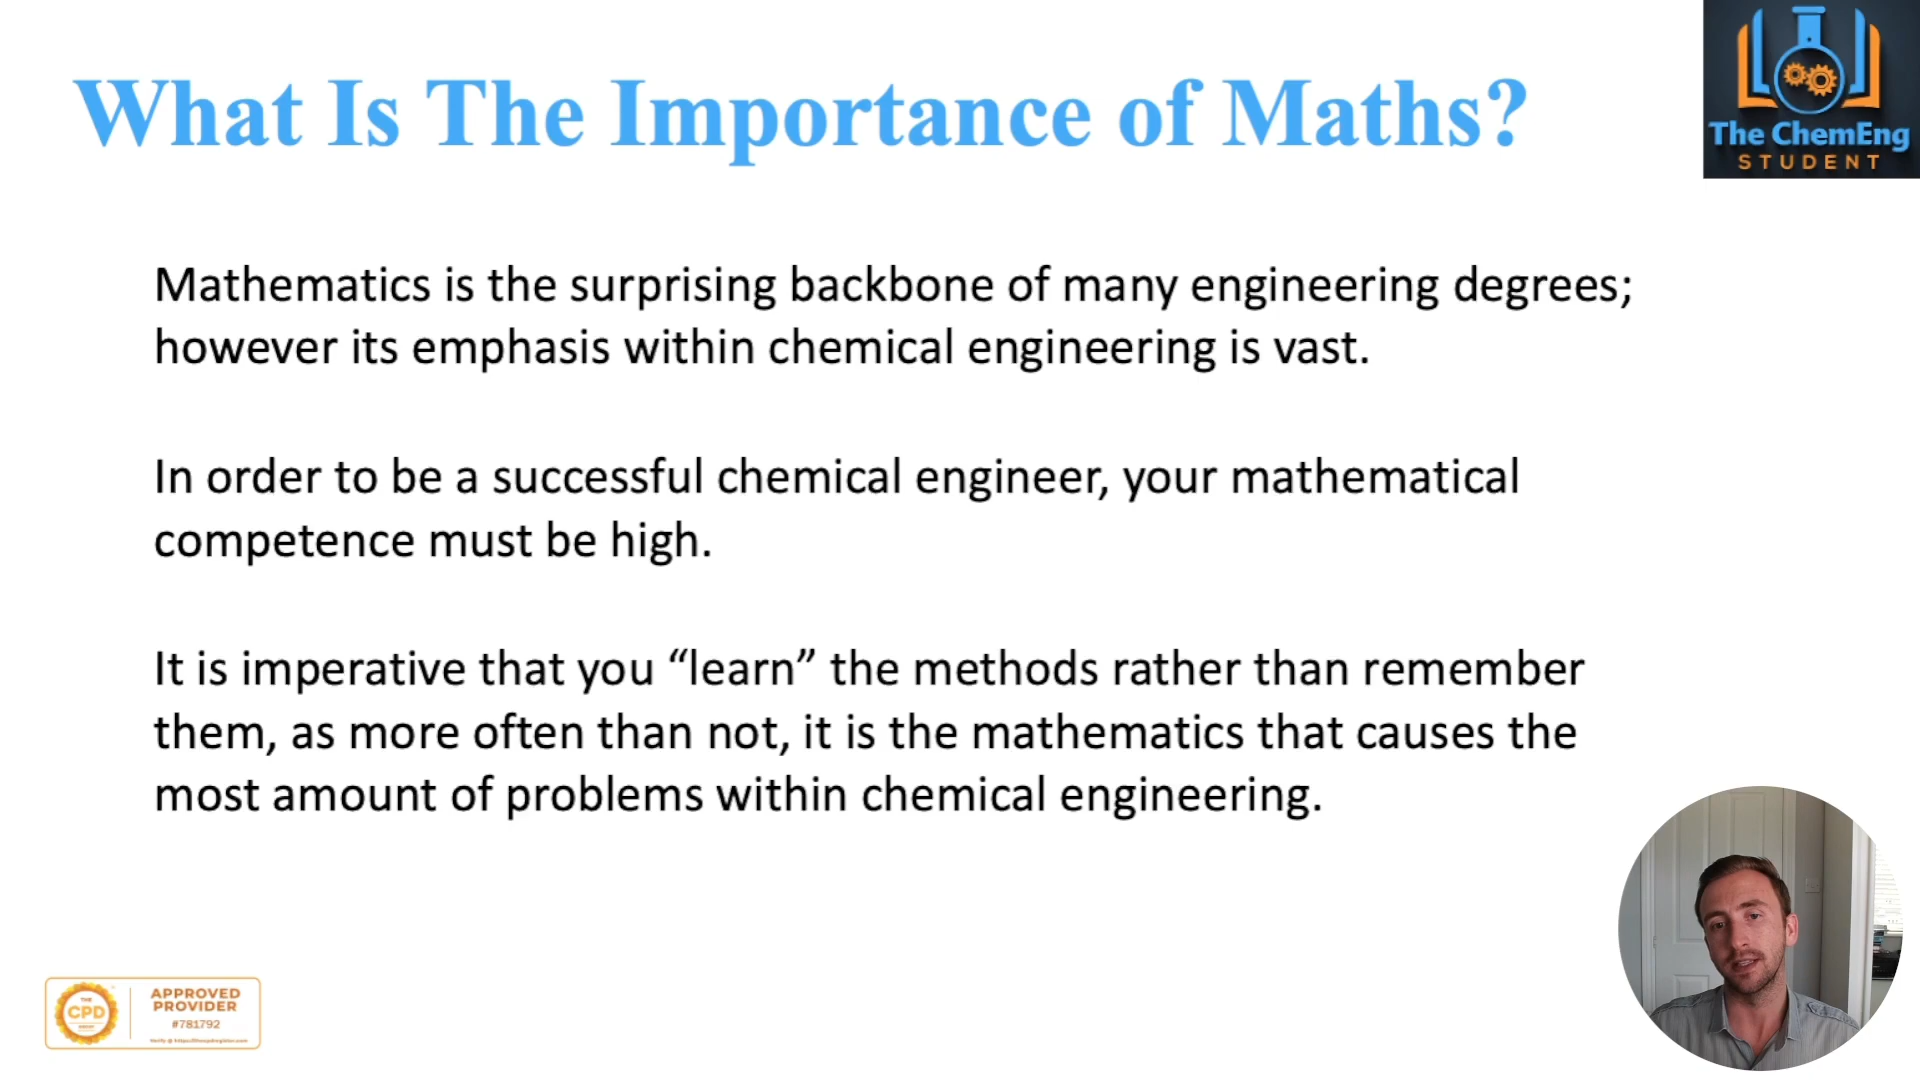 What Is The Importance of Maths?
The ChemEng
STUDENT
Mathematics is the surprising backbone of many engineering degrees;
however its emphasis within chemical engineering is vast.
In order to be a successful chemical engineer, your mathematical
competence must be high.
It is imperative that you “learn” the methods rather than remember
them, as more often than not, it is the mathematics that causes the
most amount of problems within chemical engineering.
THE
CPD
APPROVED
PROVIDER
#781792